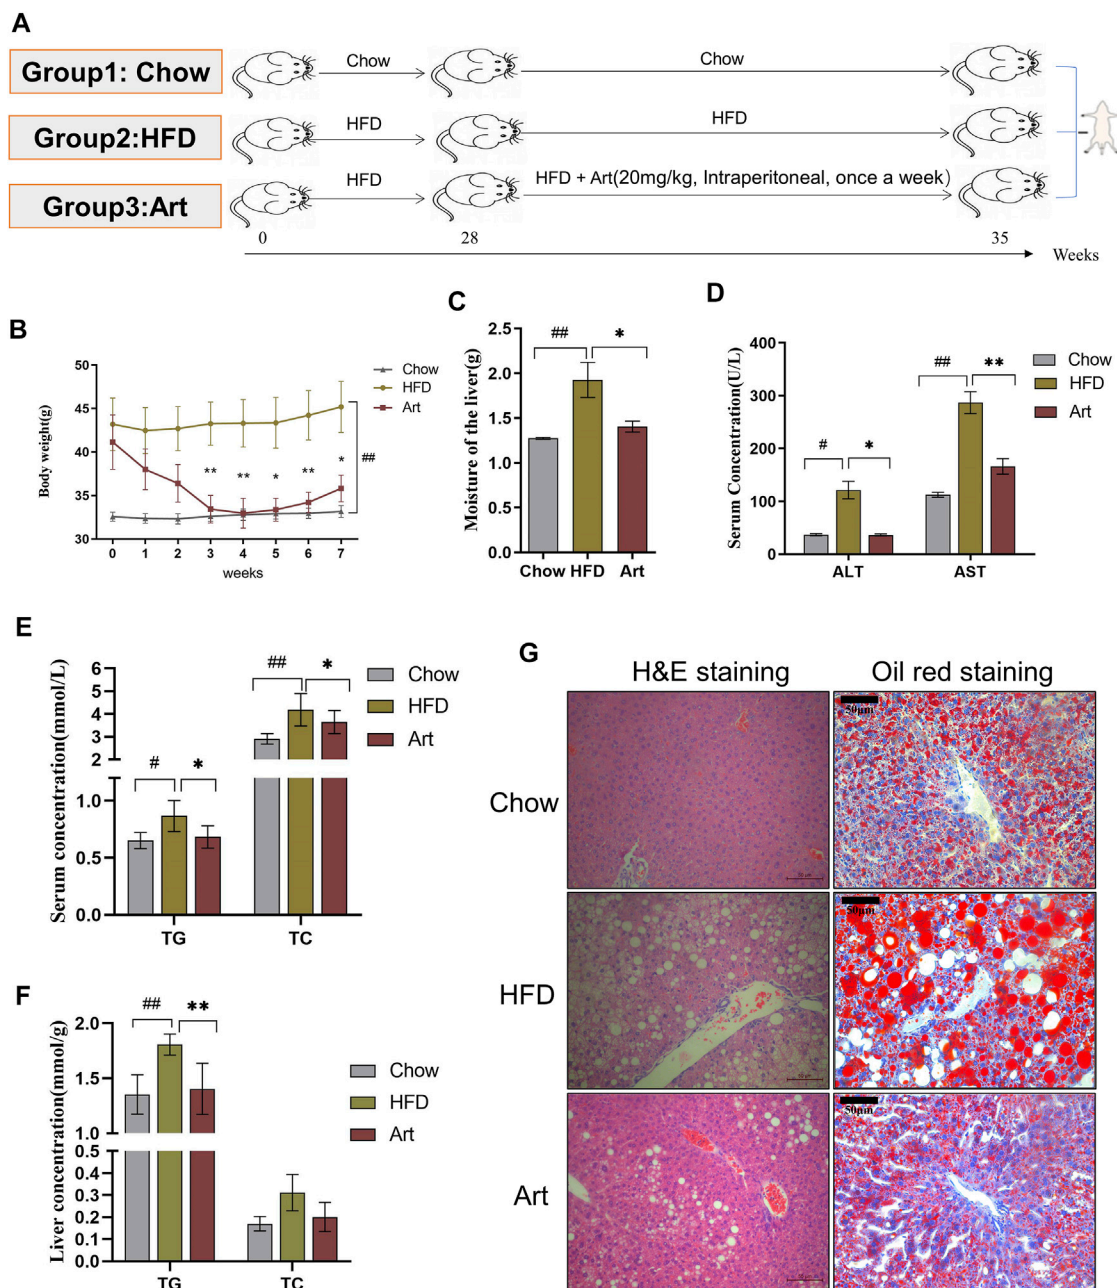 A
Group1: Chow
Chow
Chow
Group2:HFD
HFD
HFD
Group3:Art
HFD
HFD + Art(20mg/kg, Intraperitoneal, once a week)
0
28
35
Weeks
B
Body weight(g)
50
45
40
35
30
0 1 2 3 4 5 6 7
weeks
Chow
HFD
Art
** ** * ** *
##
C
Moisture of the liver(g)
2.5
2.0
1.5
1.0
0.5
0.0
## *
Chow HFD Art
D
Serum Concentration(U/L)
400
300
200
100
0
# *
## **
ALT AST
Chow
HFD
Art
E
Serum concentration(mmol/L)
6
5
4
3
2
1.0
0.5
0.0
# *
## *
TG TC
Chow
HFD
Art
F
Liver concentration(mmol/g)
2.0
1.5
1.0
0.5
0.4
0.3
0.2
0.1
0.0
## **
TG TC
Chow
HFD
Art
G
H&E staining Oil red staining
Chow
50μm
HFD
50μm
Art
50μm